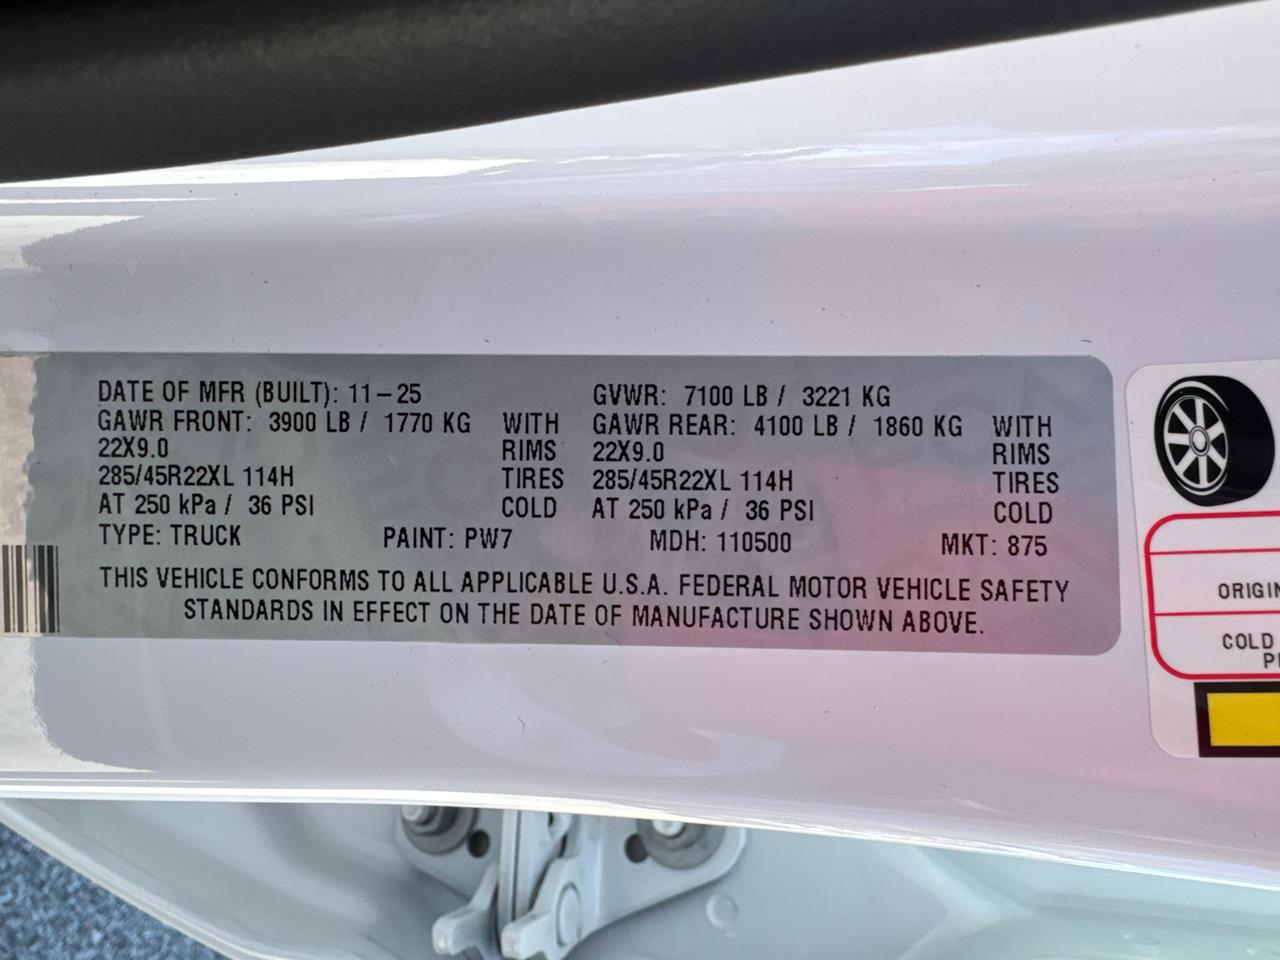 DATE OF MFR (BUILT): 11-25 GVWR: 7100 LB / 3221 KG
GAWR FRONT: 3900 LB / 1770 KG WITH GAWR REAR: 4100 LB / 1860 KG WITH
22X9.0 RIMS 22X9.0 RIMS
285/45R22XL 114H TIRES 285/45R22XL 114H TIRES
AT 250 kPa / 36 PSI COLD AT 250 kPa / 36 PSI COLD
TYPE: TRUCK PAINT: PW7 MDH: 110500 MKT: 875
THIS VEHICLE CONFORMS TO ALL APPLICABLE U.S.A. FEDERAL MOTOR VEHICLE SAFETY
STANDARDS IN EFFECT ON THE DATE OF MANUFACTURE SHOWN ABOVE.
ORIGIN
COLD